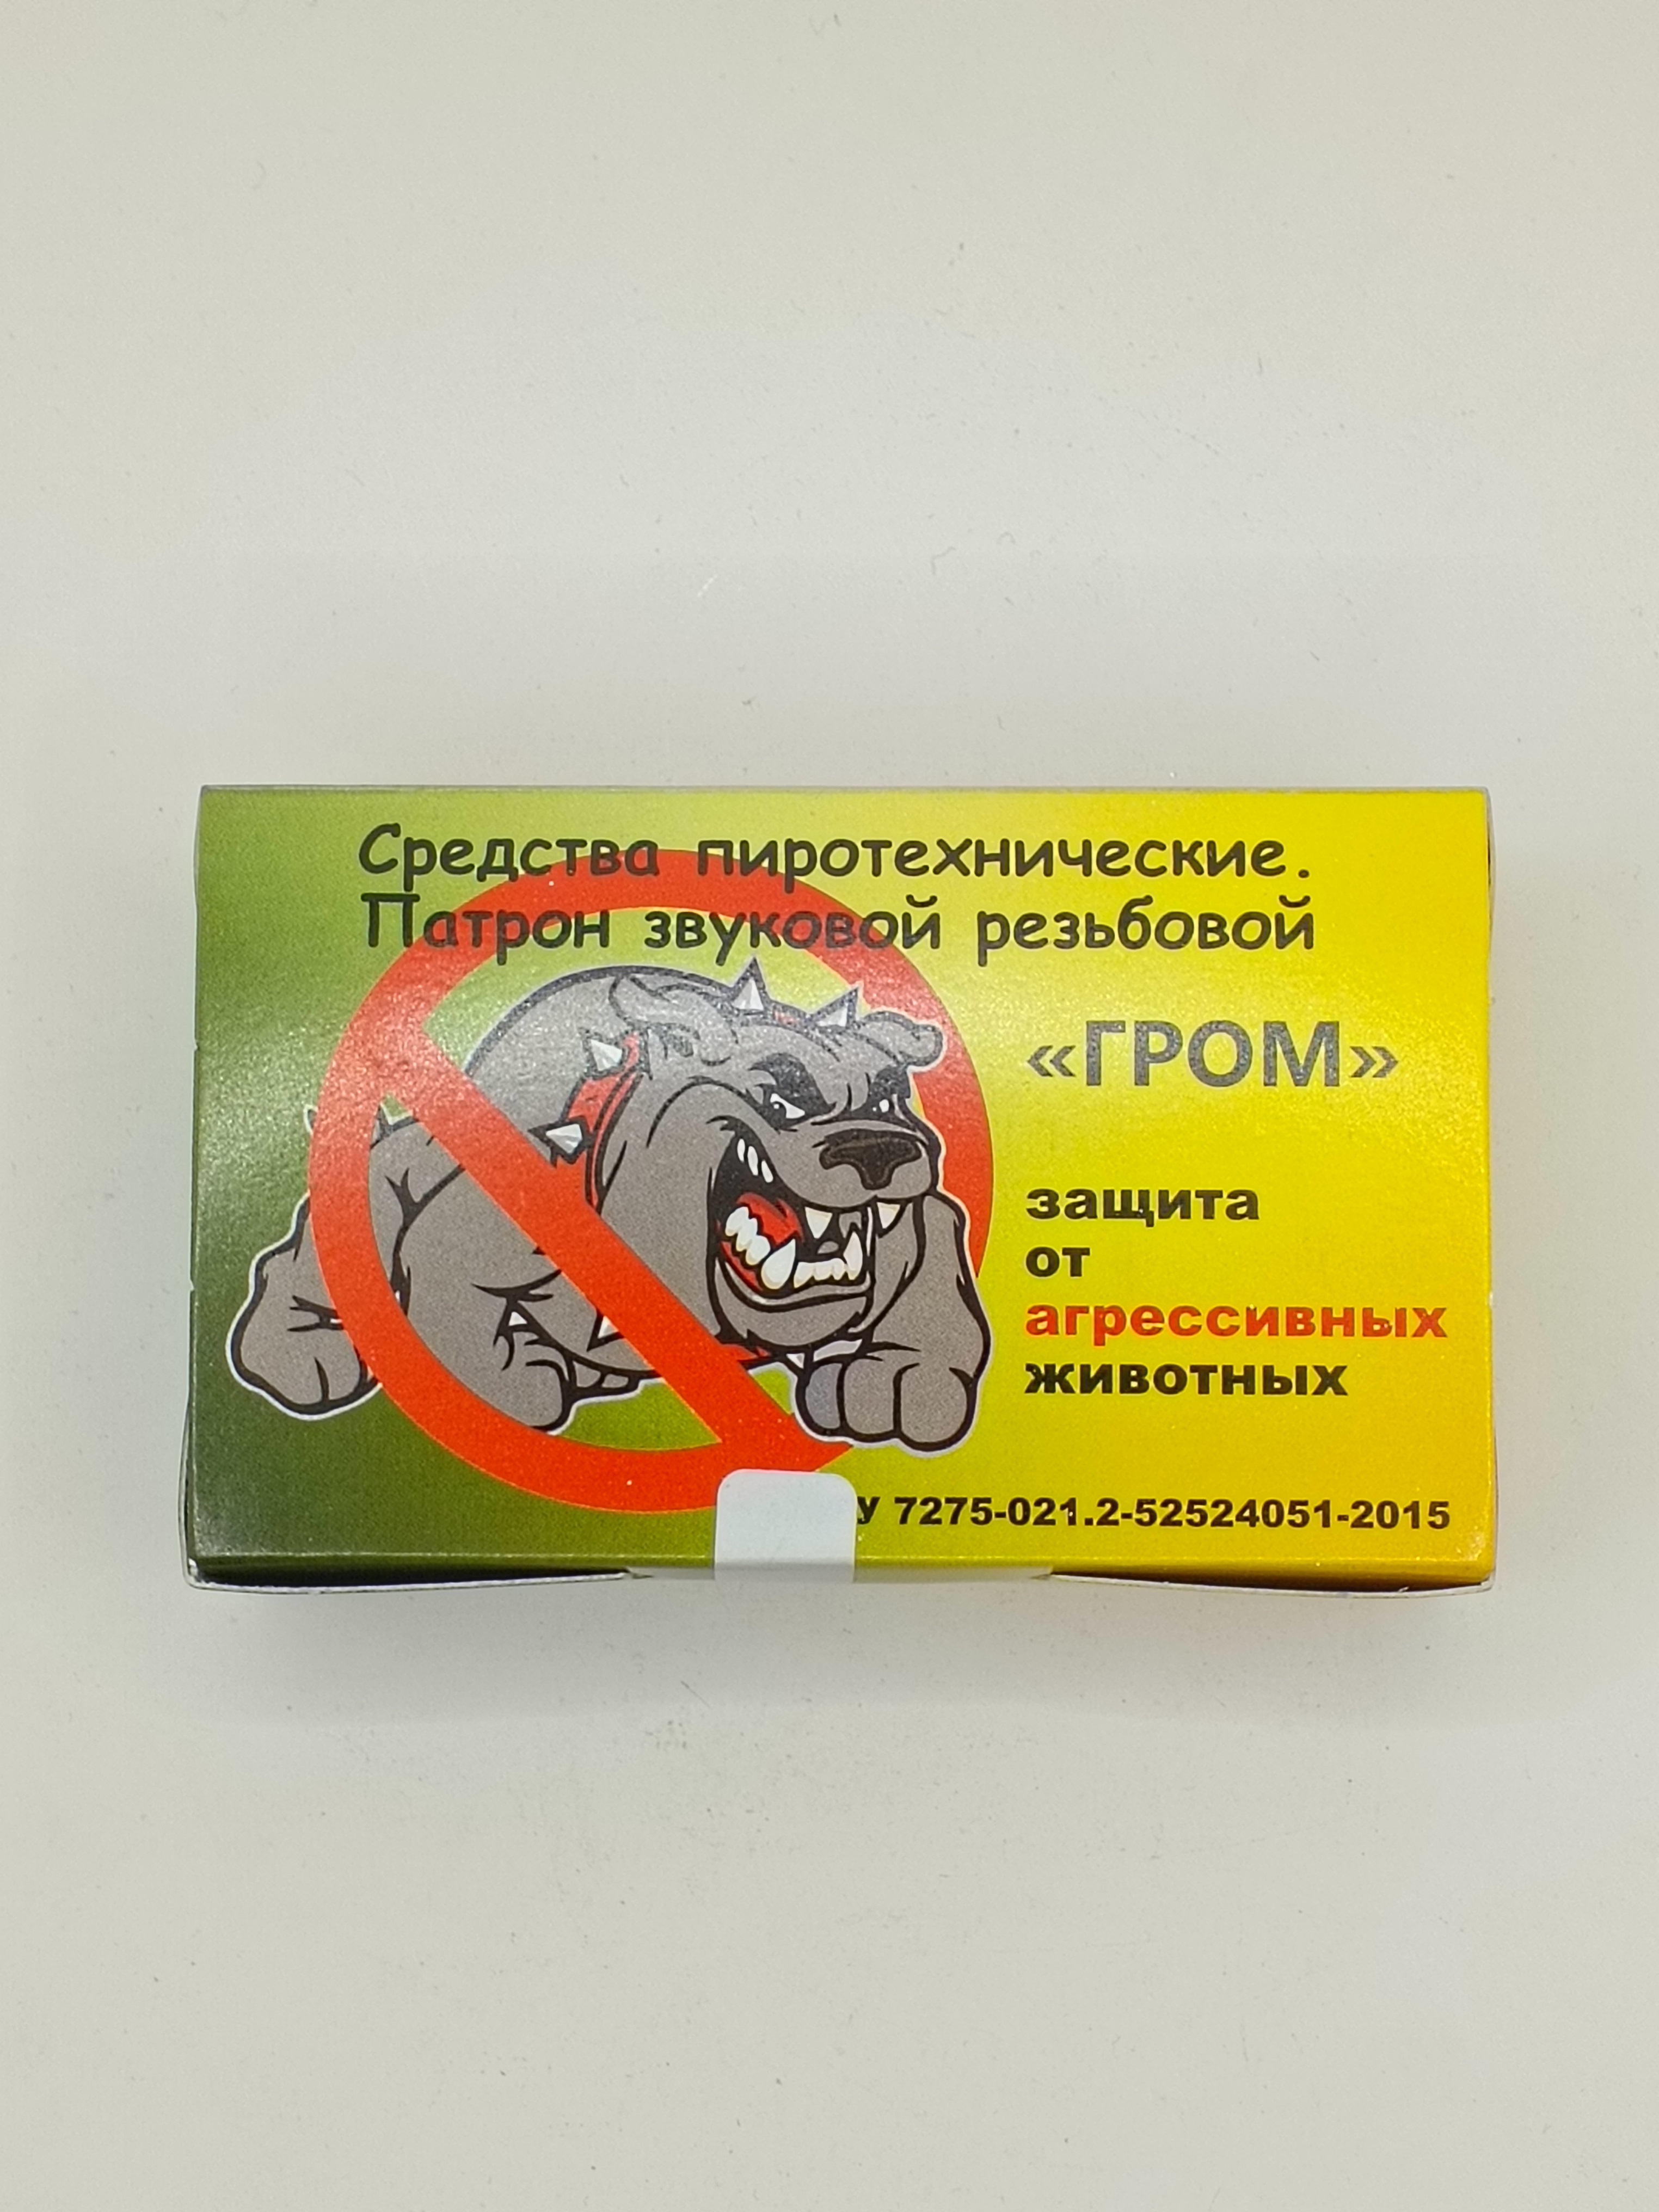 Средства пиротехнические.
Патрон звуковой резьбовой
«ГРОМ»
защита
от
агрессивных
животных
У 7275-021.2-52524051-2015